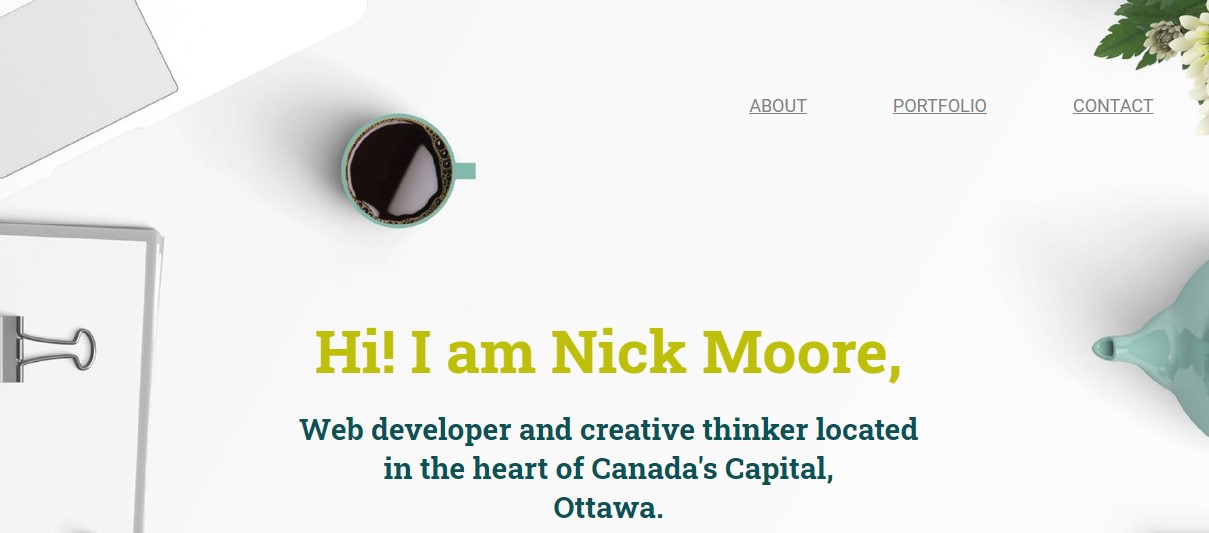 ABOUT PORTFOLIO CONTACT
Hi! I am Nick Moore,
Web developer and creative thinker located
in the heart of Canada's Capital,
Ottawa.